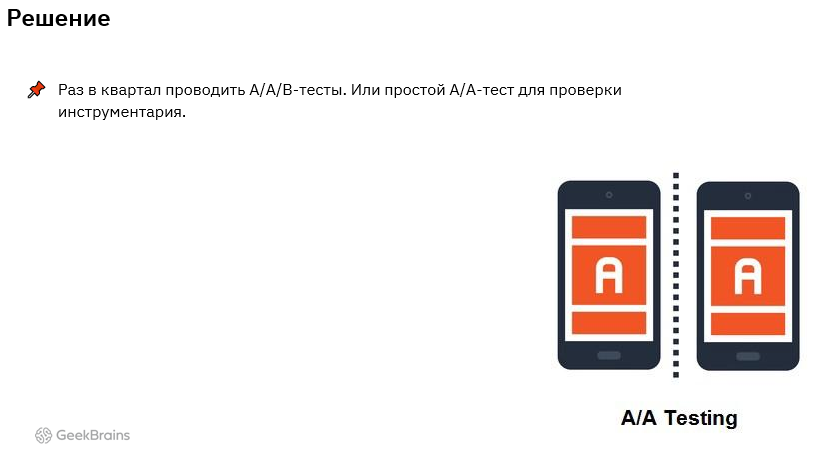 Решение
Раз в квартал проводить A/A/B-тесты. Или простой A/A-тест для проверки
инструментария.
A
A
A/A Testing
GeekBrains